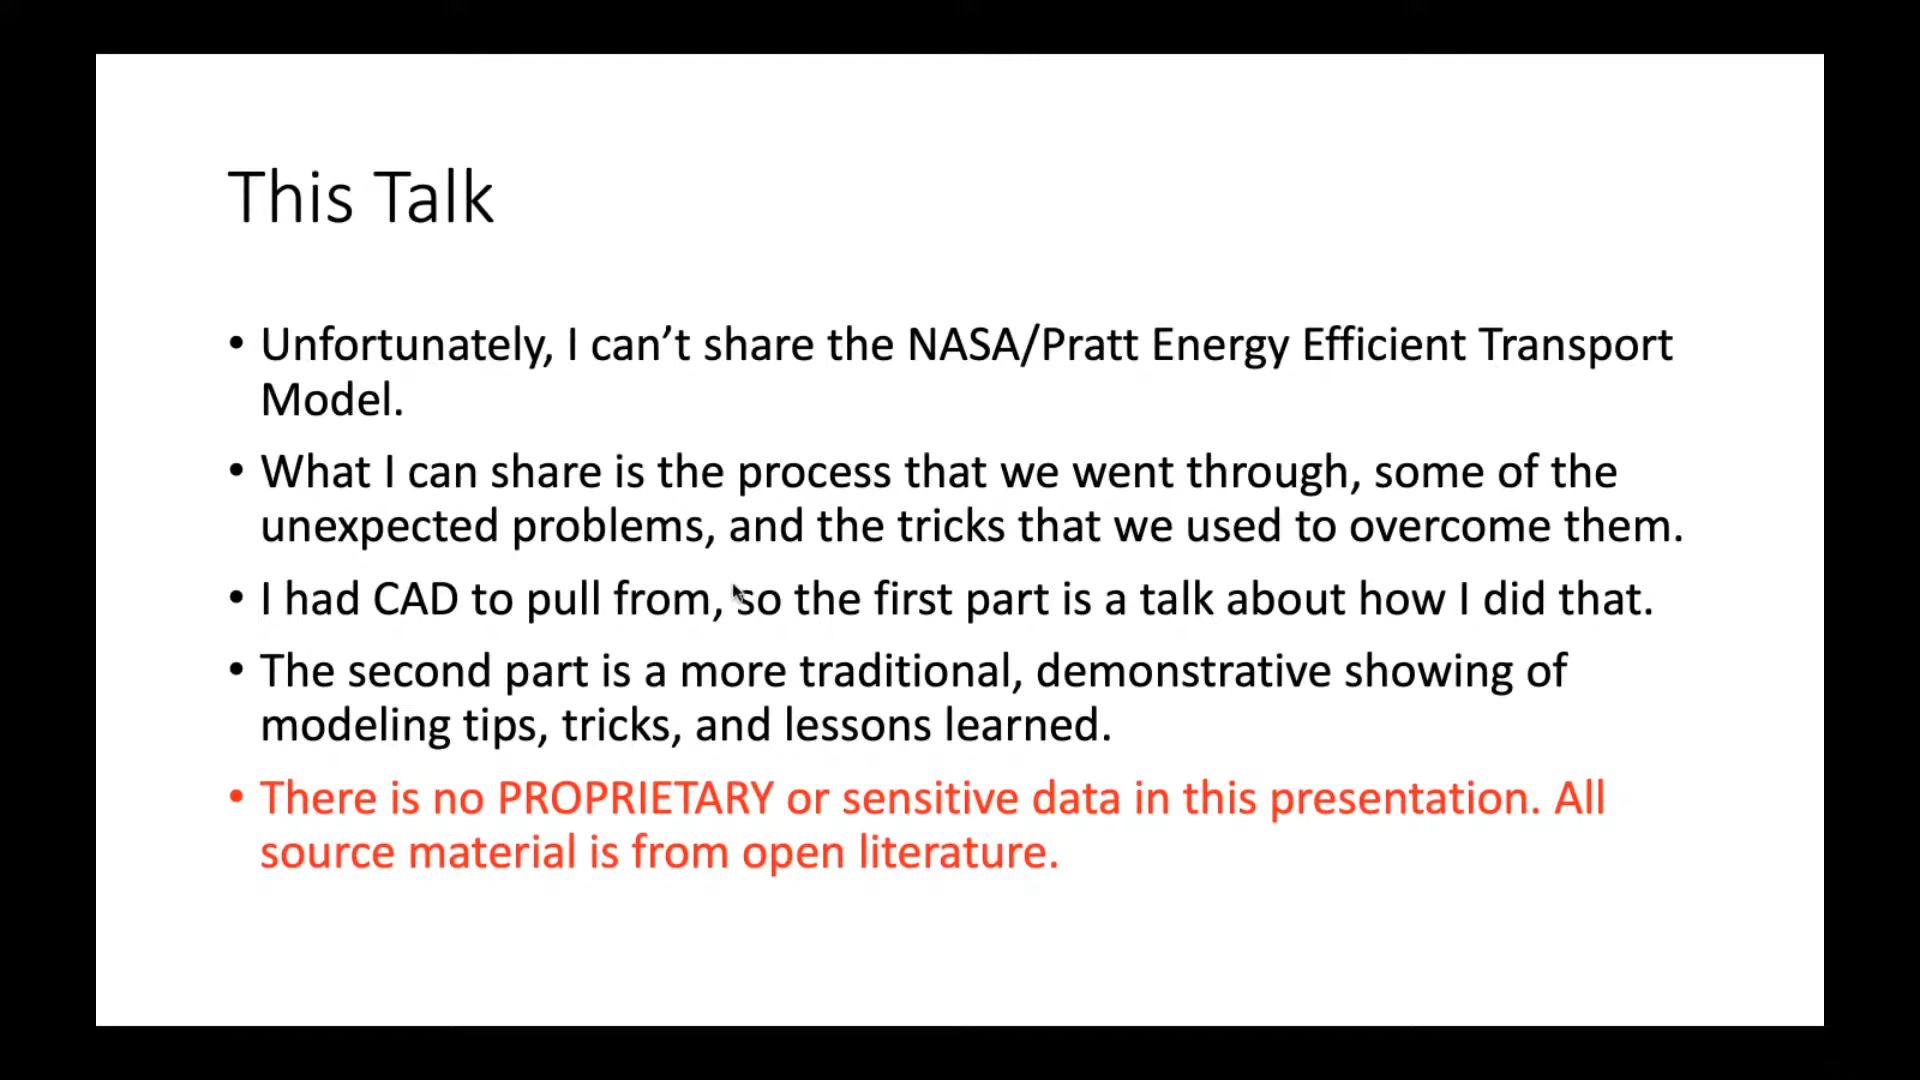 This Talk
• Unfortunately, I can’t share the NASA/Pratt Energy Efficient Transport
Model.
• What I can share is the process that we went through, some of the
unexpected problems, and the tricks that we used to overcome them.
• I had CAD to pull from, so the first part is a talk about how I did that.
• The second part is a more traditional, demonstrative showing of
modeling tips, tricks, and lessons learned.
• There is no PROPRIETARY or sensitive data in this presentation. All
source material is from open literature.